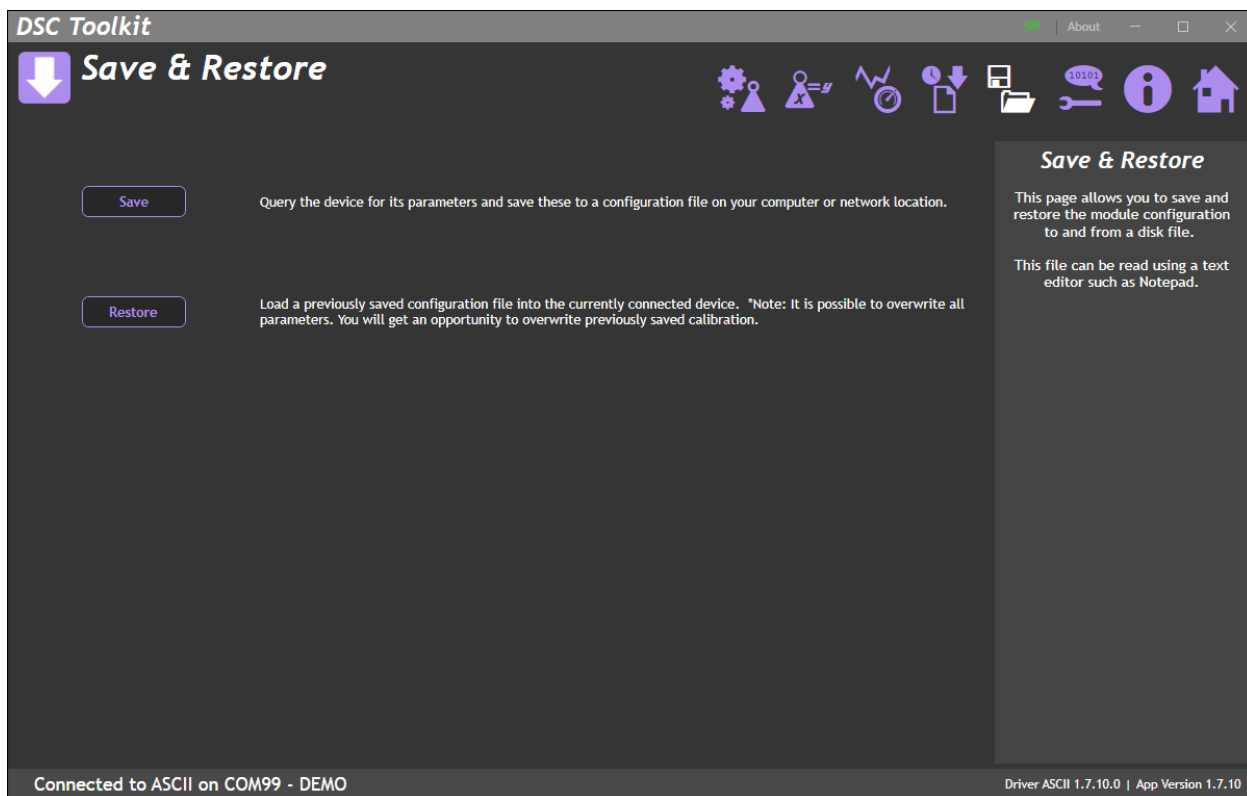 DSC Toolkit
About
Save & Restore
x
=y
10101
i
Save & Restore
This page allows you to save and
restore the module configuration
to and from a disk file.
This file can be read using a text
editor such as Notepad.
Save
Query the device for its parameters and save these to a configuration file on your computer or network location.
Restore
Load a previously saved configuration file into the currently connected device.  *Note: It is possible to overwrite all
parameters. You will get an opportunity to overwrite previously saved calibration.
Connected to ASCII on COM99 - DEMO
Driver ASCII 1.7.10.0 | App Version 1.7.10